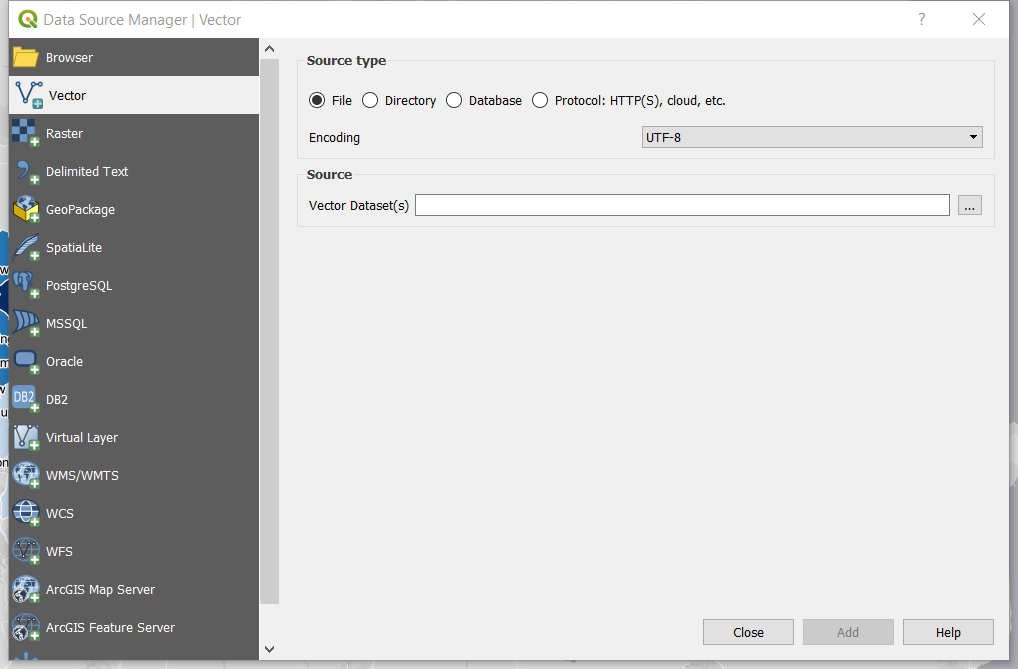 Data Source Manager | Vector
?
Browser
Vector
Raster
Delimited Text
GeoPackage
SpatiaLite
PostgreSQL
MSSQL
Oracle
DB2
DB2
Virtual Layer
WMS/WMTS
WCS
WFS
ArcGIS Map Server
ArcGIS Feature Server
Source type
File Directory Database Protocol: HTTP(S), cloud, etc.
Encoding UTF-8
Source
Vector Dataset(s) ...
Close Add Help